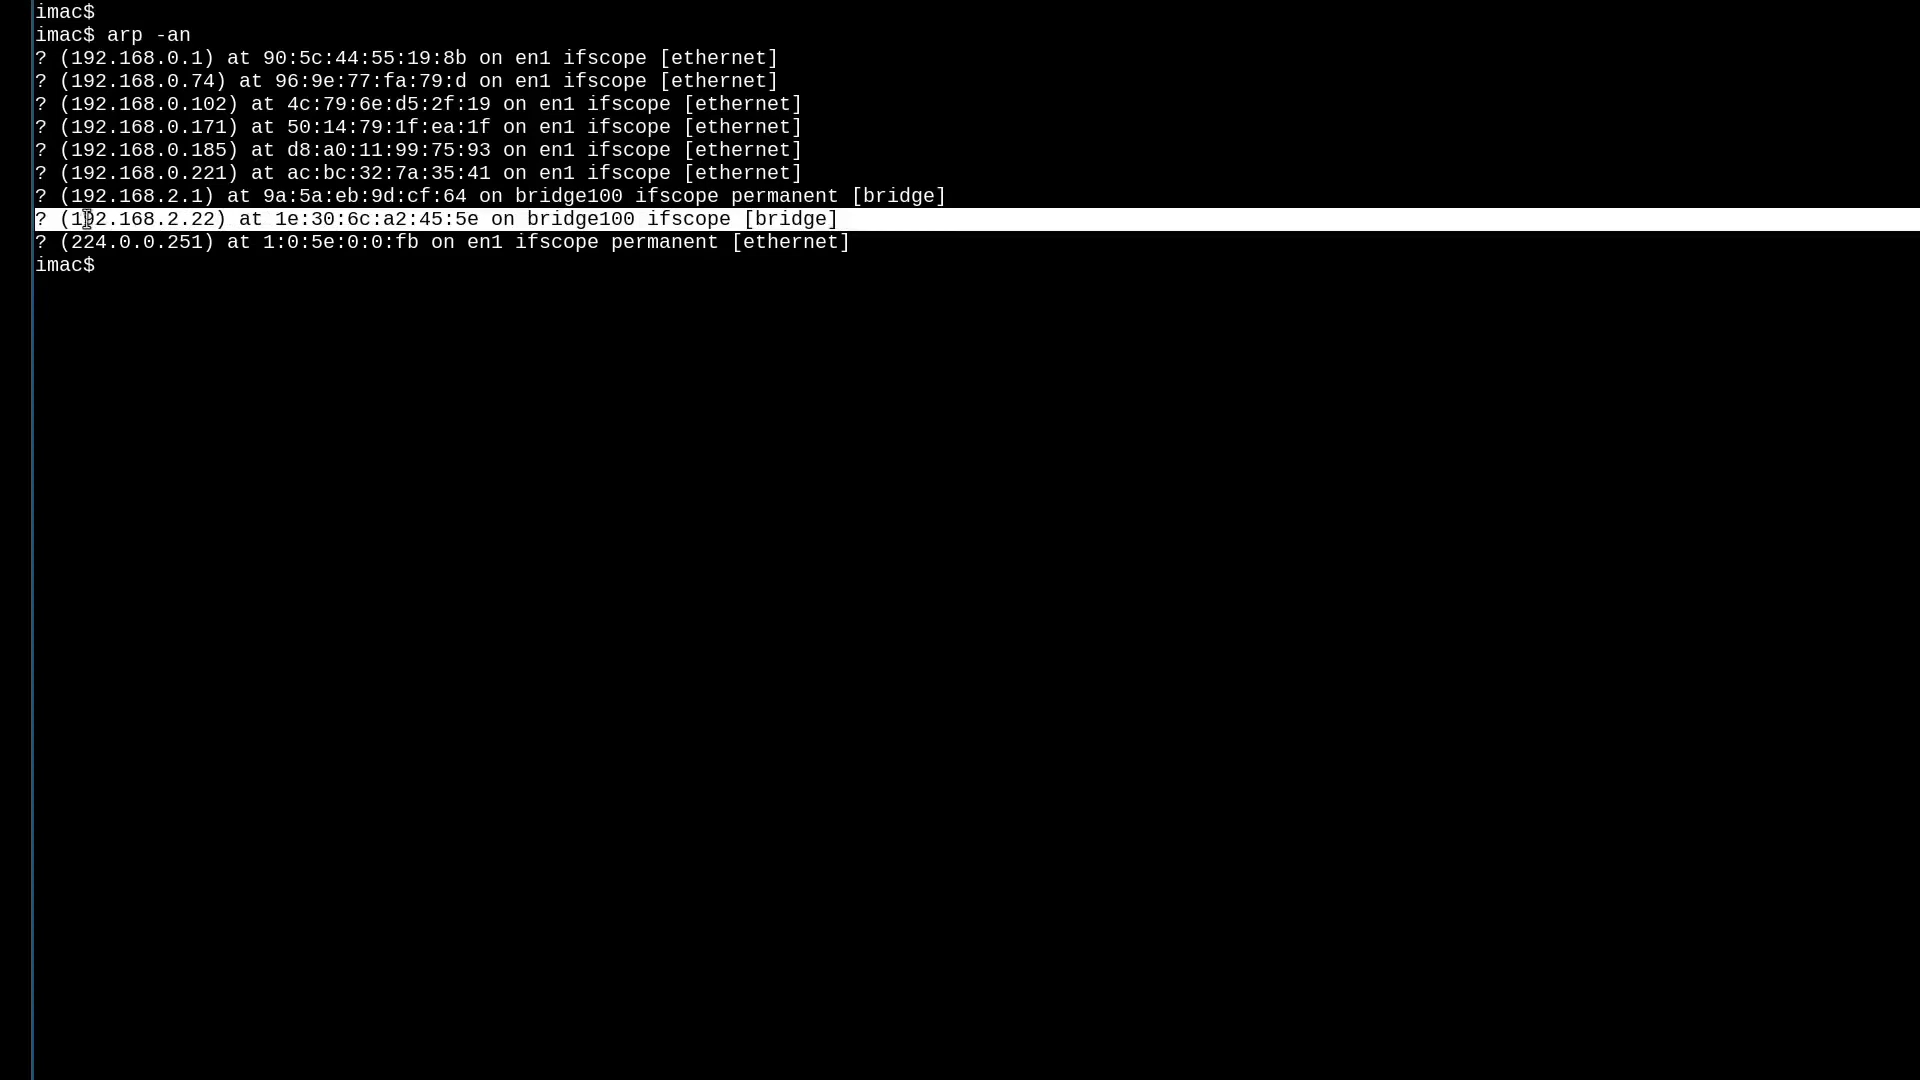 imac$
imac$ arp -an
? (192.168.0.1) at 90:5c:44:55:19:8b on en1 ifscope [ethernet]
? (192.168.0.74) at 96:9e:77:fa:79:d on en1 ifscope [ethernet]
? (192.168.0.102) at 4c:79:6e:d5:2f:19 on en1 ifscope [ethernet]
? (192.168.0.171) at 50:14:79:1f:ea:1f on en1 ifscope [ethernet]
? (192.168.0.185) at d8:a0:11:99:75:93 on en1 ifscope [ethernet]
? (192.168.0.221) at ac:bc:32:7a:35:41 on en1 ifscope [ethernet]
? (192.168.2.1) at 9a:5a:eb:9d:cf:64 on bridge100 ifscope permanent [bridge]
? (192.168.2.22) at 1e:30:6c:a2:45:5e on bridge100 ifscope [bridge]
? (224.0.0.251) at 1:0:5e:0:0:fb on en1 ifscope permanent [ethernet]
imac$